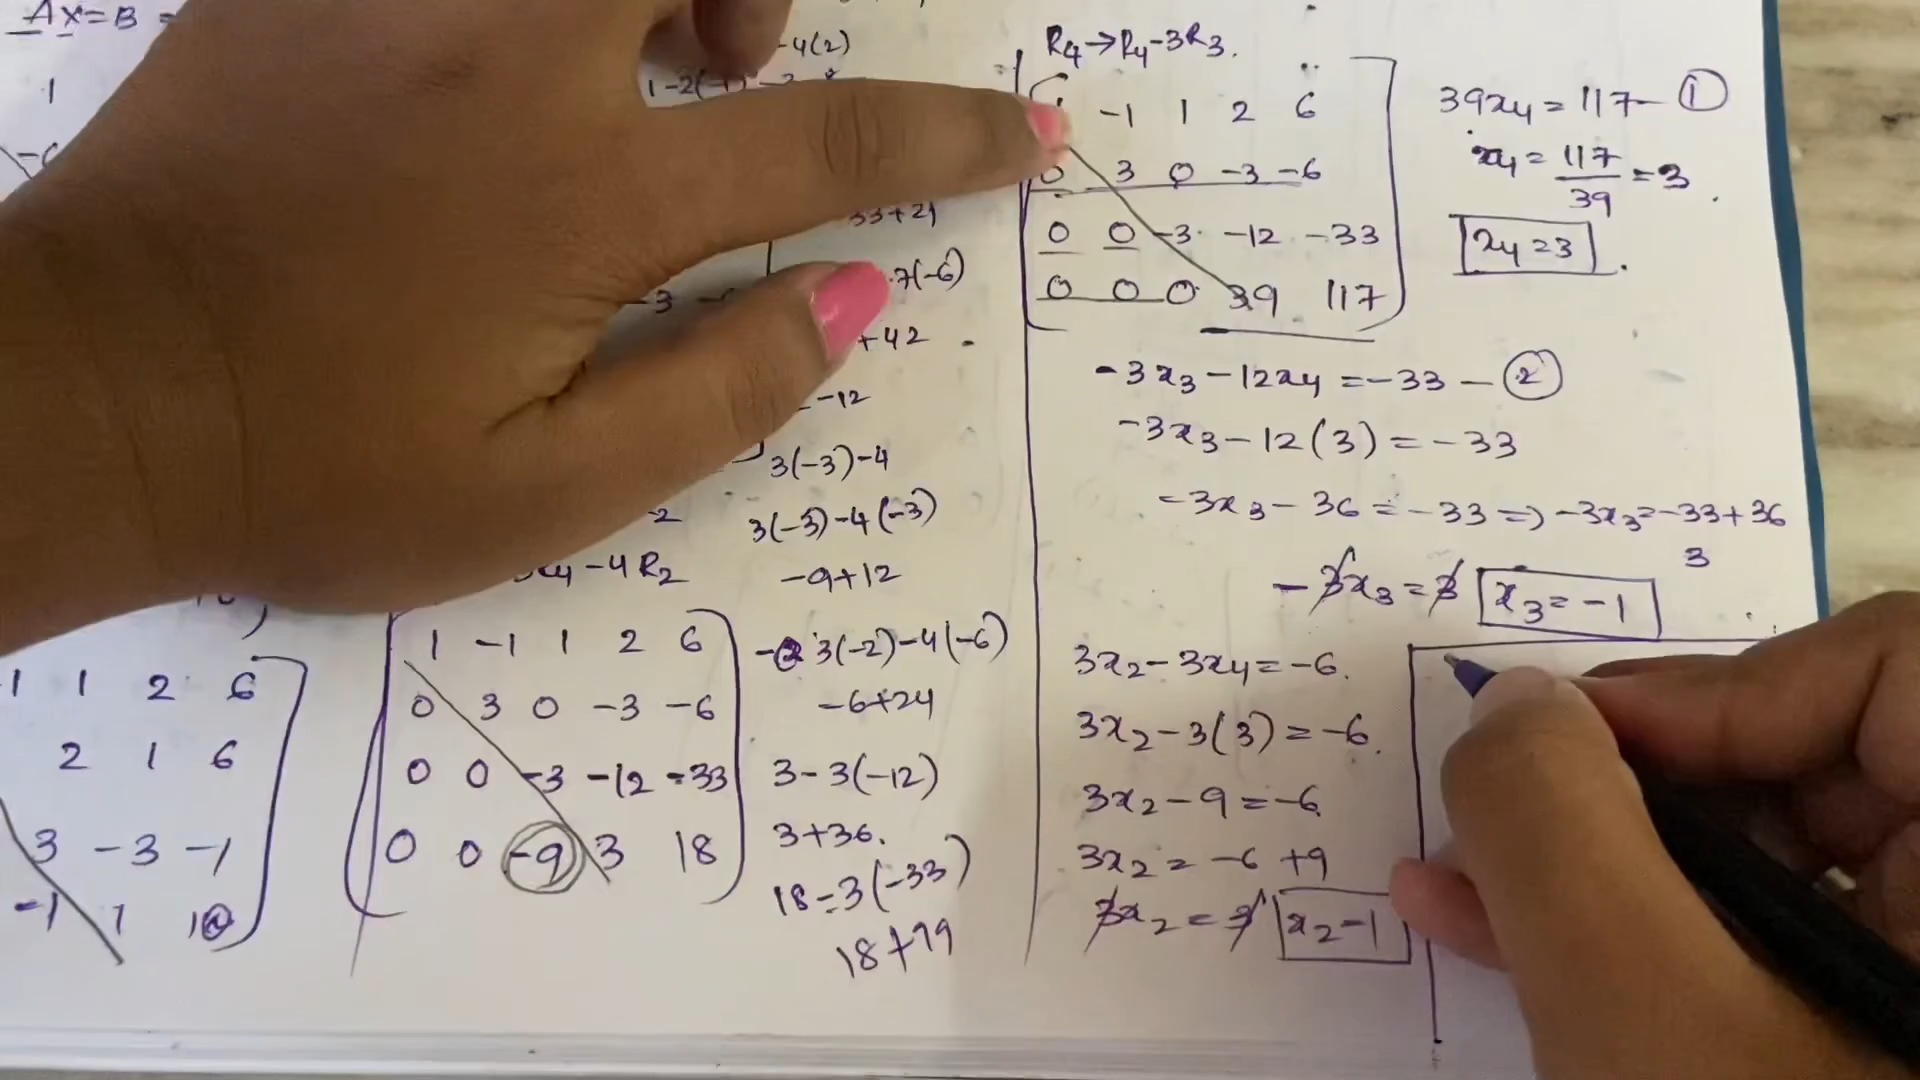 AX=B =
1
-4(2)
33+21
7(-6)
+42
-12
3(-3)-4
3(-3)-4(-3)
-9+12
-4R2
1 -1 1 2 6
0 3 0 -3 -6
0 0 -3 -12 -33
0 0 -9 3 18
1 1 2 6
2 1 6
3 -3 -1
-1 1
3(-2)-4(-6)
-6+24
3-3(-12)
3+36.
18-3(-33)
18+99
R4→R4-3R3.
-1 1 2 6
0 3 0 -3 -6
0 0 -3 -12 -33
0 0 0 39 117
39x4 = 117 - ①
x4 = 117/39 = 3
x4 = 3
-3x3-12x4 = -33 - ②
-3x3-12(3) = -33
-3x3-36 = -33 => -3x3=-33+36
3
-3x3 = 3 x3 = -1
3x2-3x4=-6.
3x2-3(3) = -6.
3x2-9 = -6
3x2 = -6 +9
3x2 = 3 x2=1